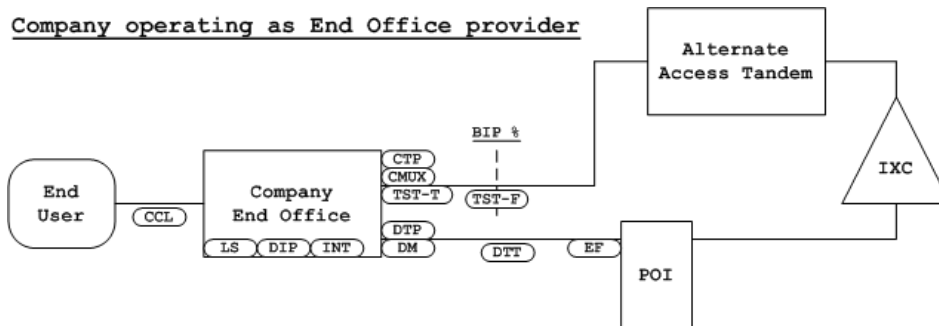 Company operating as End Office provider
Alternate
Access Tandem
BIP %
CTP
CMUX
TST-T
TST-F
IXC
End
User
CCL
Company
End Office
LS
DIP
INT
DTP
DM
DTT
EF
POI